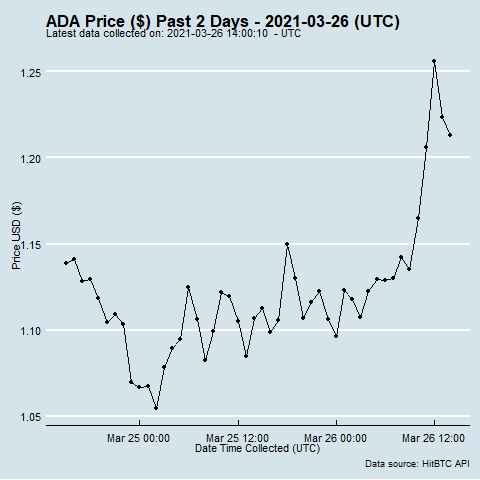 ADA Price ($) Past 2 Days - 2021-03-26 (UTC)
Latest data collected on: 2021-03-26 14:00:10  - UTC
1.25
1.20
1.15
1.10
1.05
Price USD ($)
Mar 25 00:00
Mar 25 12:00
Mar 26 00:00
Mar 26 12:00
Date Time Collected (UTC)
Data source: HitBTC API